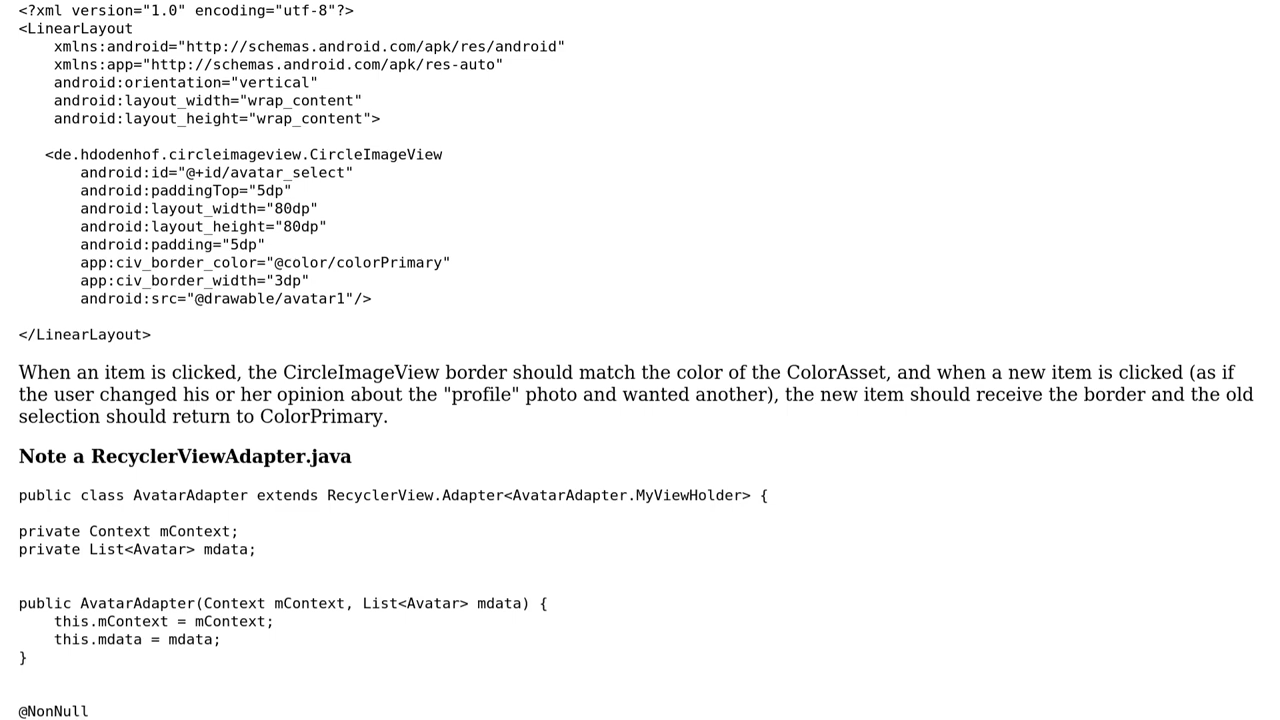 <?xml version="1.0" encoding="utf-8"?>
<LinearLayout
    xmlns:android="http://schemas.android.com/apk/res/android"
    xmlns:app="http://schemas.android.com/apk/res-auto"
    android:orientation="vertical"
    android:layout_width="wrap_content"
    android:layout_height="wrap_content">

   <de.hdodenhof.circleimageview.CircleImageView
       android:id="@+id/avatar_select"
       android:paddingTop="5dp"
       android:layout_width="80dp"
       android:layout_height="80dp"
       android:padding="5dp"
       app:civ_border_color="@color/colorPrimary"
       app:civ_border_width="3dp"
       android:src="@drawable/avatar1"/>

</LinearLayout>
When an item is clicked, the CircleImageView border should match the color of the ColorAsset, and when a new item is clicked (as if
the user changed his or her opinion about the "profile" photo and wanted another), the new item should receive the border and the old
selection should return to ColorPrimary.
Note a RecyclerViewAdapter.java
public class AvatarAdapter extends RecyclerView.Adapter<AvatarAdapter.MyViewHolder> {

private Context mContext;
private List<Avatar> mdata;


public AvatarAdapter(Context mContext, List<Avatar> mdata) {
    this.mContext = mContext;
    this.mdata = mdata;
}


@NonNull